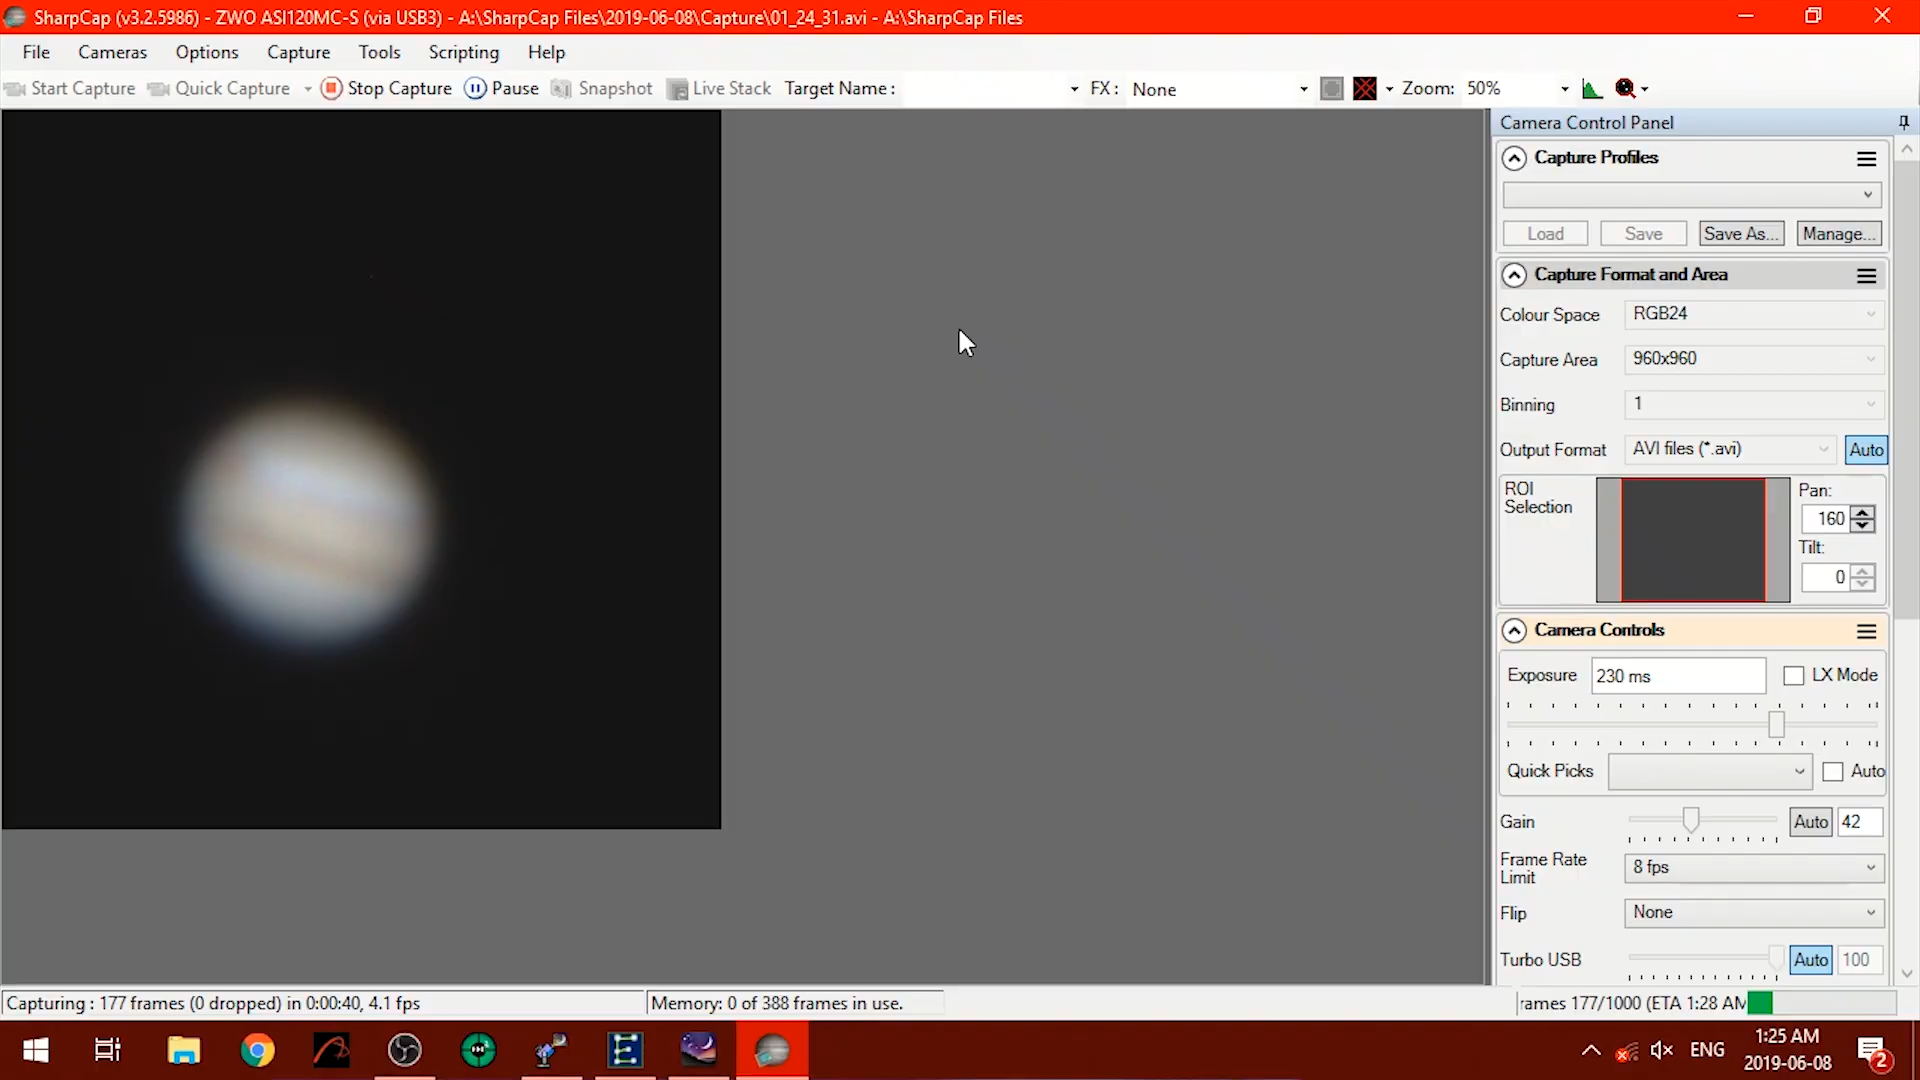 SharpCap (v3.2.5986) - ZWO ASI120MC-S (via USB3) - A:\SharpCap Files\2019-06-08\Capture\01_24_31.avi - A:\SharpCap Files
File Cameras Options Capture Tools Scripting Help
Start Capture Quick Capture Stop Capture Pause Snapshot Live Stack Target Name : FX : None Zoom: 50%
Camera Control Panel
Capture Profiles
Load Save Save As... Manage...
Capture Format and Area
Colour Space RGB24
Capture Area 960x960
Binning 1
Output Format AVI files (*.avi) Auto
ROI Selection
Pan:
160
Tilt:
0
Camera Controls
Exposure 230 ms LX Mode
Quick Picks Auto
Gain Auto 42
Frame Rate Limit 8 fps
Flip None
Turbo USB Auto 100
Capturing : 177 frames (0 dropped) in 0:00:40, 4.1 fps
Memory: 0 of 388 frames in use.
rames 177/1000 (ETA 1:28 AM
ENG
1:25 AM
2019-06-08
2